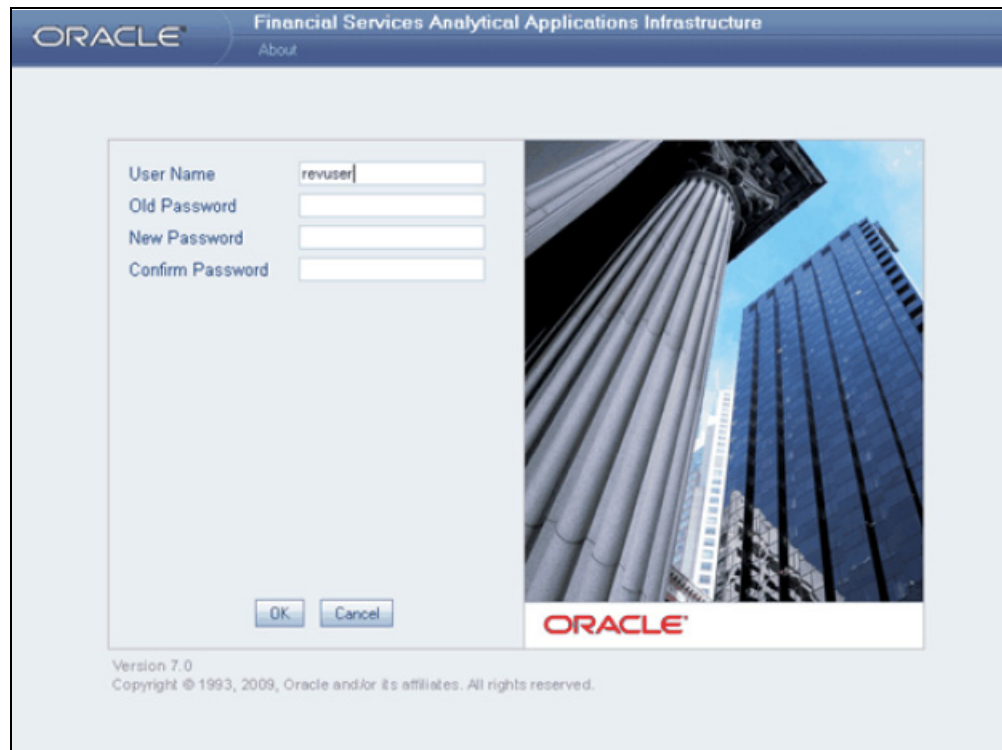 ORACLE
Financial Services Analytical Applications Infrastructure
About
User Name
revuser
Old Password
New Password
Confirm Password
OK
Cancel
ORACLE
Version 7.0
Copyright © 1993, 2009, Oracle and/or its affiliates. All rights reserved.